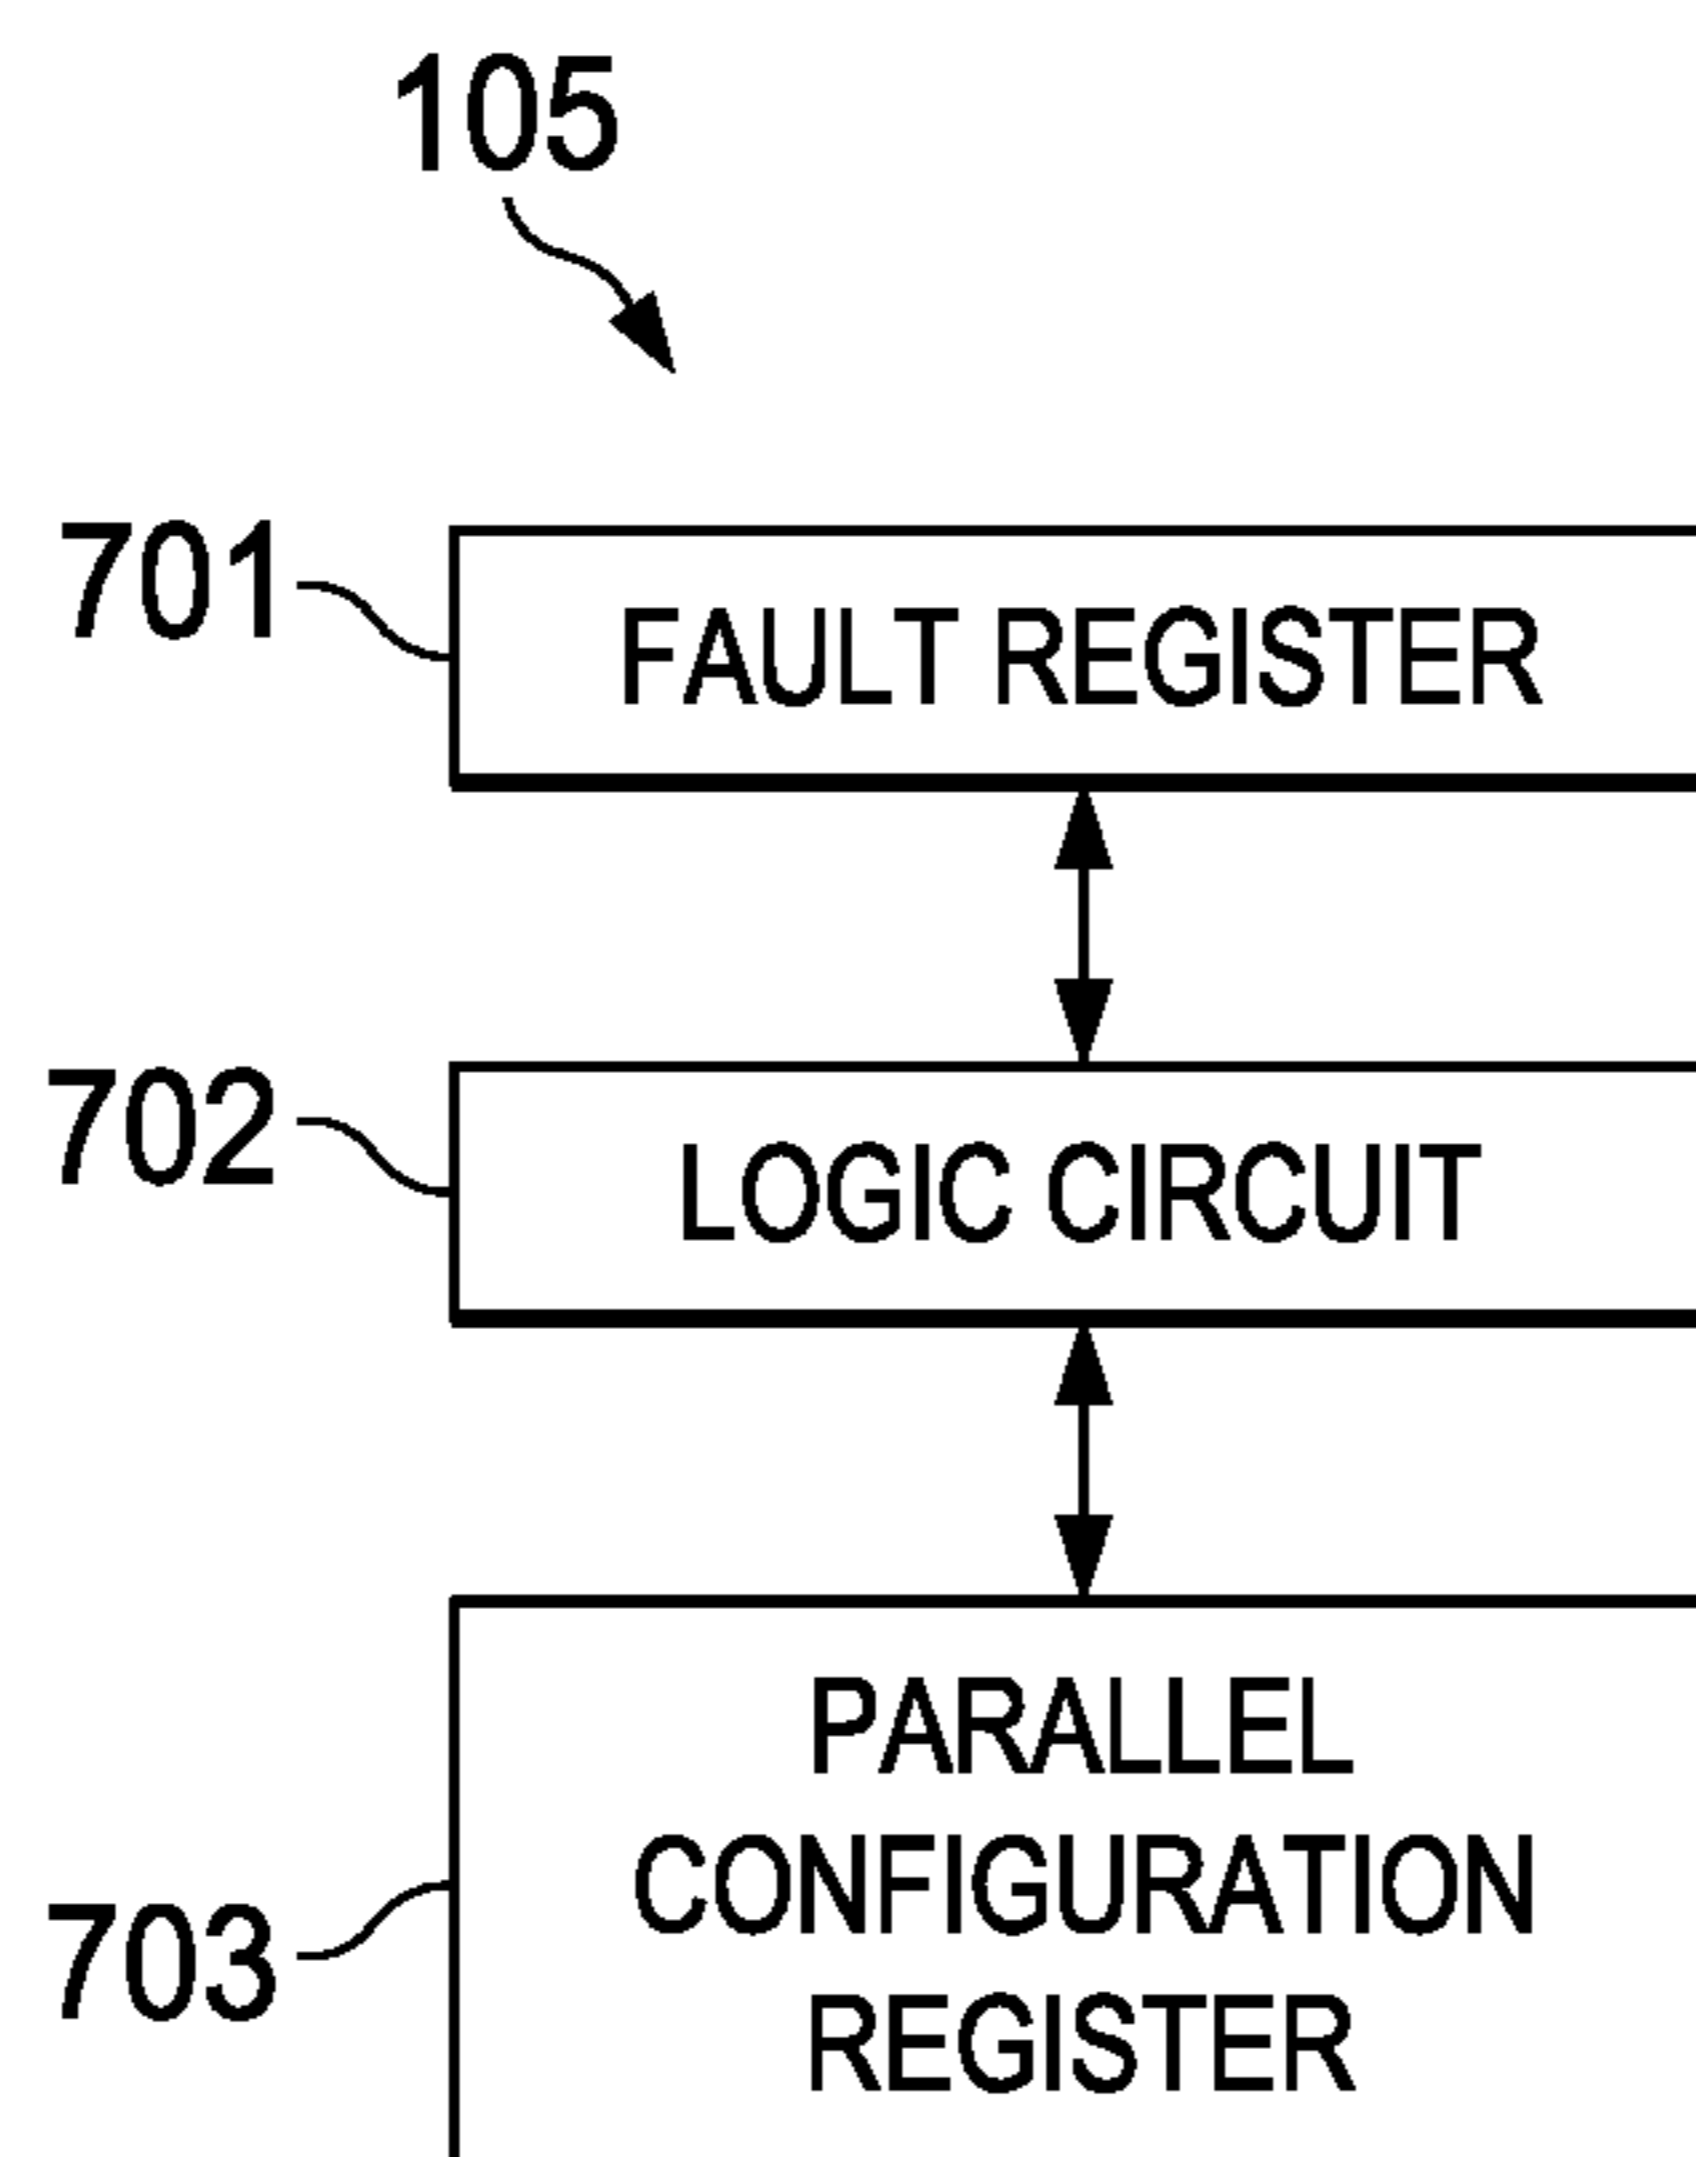 105
701
FAULT REGISTER
702
LOGIC CIRCUIT
PARALLEL
CONFIGURATION
703
REGISTER